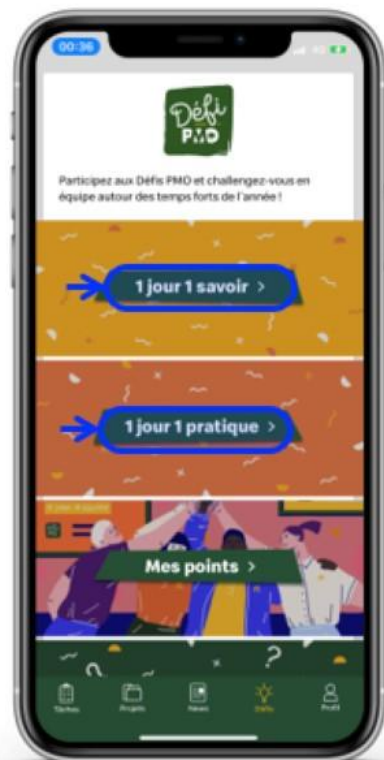 00:36
4G
Défi
PMD
Participez aux Défis PMD et challengez-vous en
équipe autour des temps forts de l'année !
1 jour 1 savoir >
1 jour 1 pratique >
Mes points >
?
Tâches
Projets
News
Défis
Profil